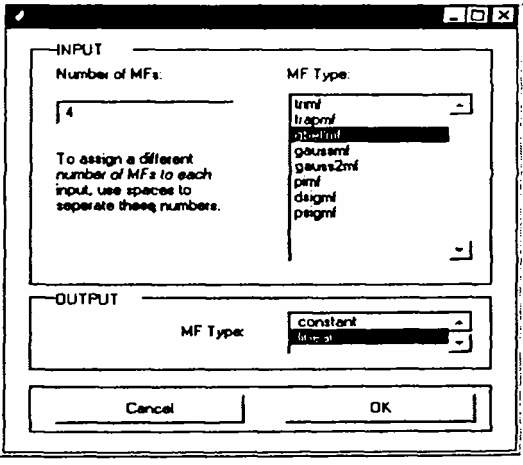 INPUT
Number of MFs:
4
To assign a different
number of MFs to each
input, use spaces to
seperate these numbers.
MF Type:
trimf
trapmf
gbellmf
gaussmf
gauss2mf
pimf
dsigmf
psigmf
OUTPUT
MF Type:
constant
linear
Cancel
OK